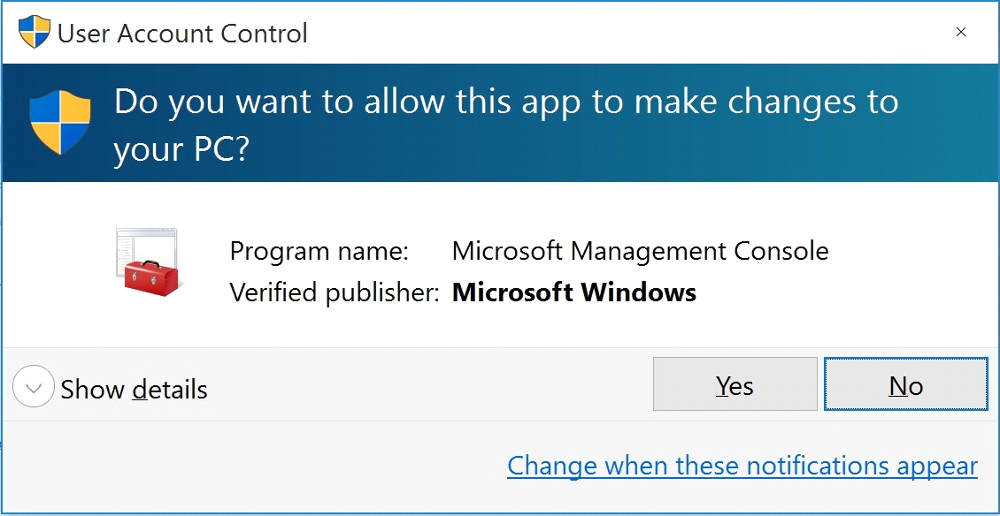 User Account Control
Do you want to allow this app to make changes to
your PC?
Program name: Microsoft Management Console
Verified publisher: Microsoft Windows
Show details
Yes
No
Change when these notifications appear